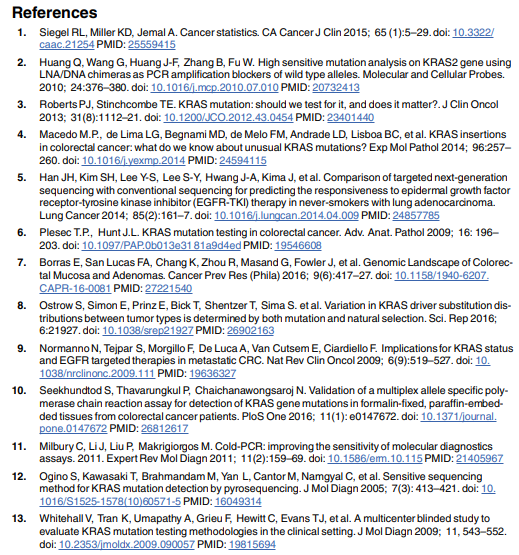 References
1. Siegel RL, Miller KD, Jemal A. Cancer statistics. CA Cancer J Clin 2015; 65 (1):5–29. doi: 10.3322/
caac.21254 PMID: 25559415
2. Huang Q, Wang G, Huang J-F, Zhang B, Fu W. High sensitive mutation analysis on KRAS2 gene using
LNA/DNA chimeras as PCR amplification blockers of wild type alleles. Molecular and Cellular Probes.
2010; 24:376–380. doi: 10.1016/j.mcp.2010.07.010 PMID: 20732413
3. Roberts PJ, Stinchcombe TE. KRAS mutation: should we test for it, and does it matter?. J Clin Oncol
2013; 31(8):1112–21. doi: 10.1200/JCO.2012.43.0454 PMID: 23401440
4. Macedo M.P., de Lima LG, Begnami MD, de Melo FM, Andrade LD, Lisboa BC, et al. KRAS insertions
in colorectal cancer: what do we know about unusual KRAS mutations? Exp Mol Pathol 2014; 96:257–
260. doi: 10.1016/j.yexmp.2014 PMID: 24594115
5. Han JH, Kim SH, Lee Y-S, Lee S-Y, Hwang J-A, Kima J, et al. Comparison of targeted next-generation
sequencing with conventional sequencing for predicting the responsiveness to epidermal growth factor
receptor-tyrosine kinase inhibitor (EGFR-TKI) therapy in never-smokers with lung adenocarcinoma.
Lung Cancer 2014; 85(2):161–7. doi: 10.1016/j.lungcan.2014.04.009 PMID: 24857785
6. Plesec T.P., Hunt J.L. KRAS mutation testing in colorectal cancer. Adv. Anat. Pathol 2009; 16: 196–
203. doi: 10.1097/PAP.0b013e3181a9d4ed PMID: 19546608
7. Borras E, San Lucas FA, Chang K, Zhou R, Masand G, Fowler J, et al. Genomic Landscape of Colorec-
tal Mucosa and Adenomas. Cancer Prev Res (Phila) 2016; 9(6):417–27. doi: 10.1158/1940-6207.
CAPR-16-0081 PMID: 27221540
8. Ostrow S, Simon E, Prinz E, Bick T, Shentzer T, Sima S. et al. Variation in KRAS driver substitution dis-
tributions between tumor types is determined by both mutation and natural selection. Sci. Rep 2016;
6:21927. doi: 10.1038/srep21927 PMID: 26902163
9. Normanno N, Tejpar S, Morgillo F, De Luca A, Van Cutsem E, Ciardiello F. Implications for KRAS status
and EGFR targeted therapies in metastatic CRC. Nat Rev Clin Oncol 2009; 6(9):519–527. doi: 10.
1038/nrclinonc.2009.111 PMID: 19636327
10. Seekhundtod S, Thavarungkul P, Chaichanawongsaroj N. Validation of a multiplex allele specific poly-
merase chain reaction assay for detection of KRAS gene mutations in formalin-fixed, paraffin-embed-
ded tissues from colorectal cancer patients. PloS One 2016; 11(1): e0147672. doi: 10.1371/journal.
pone.0147672 PMID: 26812617
11. Milbury C, Li J, Liu P, Makrigiorgos M. Cold-PCR: improving the sensitivity of molecular diagnostics
assays. 2011. Expert Rev Mol Diagn 2011; 11(2):159–69. doi: 10.1586/erm.10.115 PMID: 21405967
12. Ogino S, Kawasaki T, Brahmandam M, Yan L, Cantor M, Namgyal C, et al. Sensitive sequencing
method for KRAS mutation detection by pyrosequencing. J Mol Diagn 2005; 7(3): 413–421. doi: 10.
1016/S1525-1578(10)60571-5 PMID: 16049314
13. Whitehall V, Tran K, Umapathy A, Grieu F, Hewitt C, Evans TJ, et al. A multicenter blinded study to
evaluate KRAS mutation testing methodologies in the clinical setting. J Mol Diagn 2009; 11, 543–552.
doi: 10.2353/jmoldx.2009.090057 PMID: 19815694